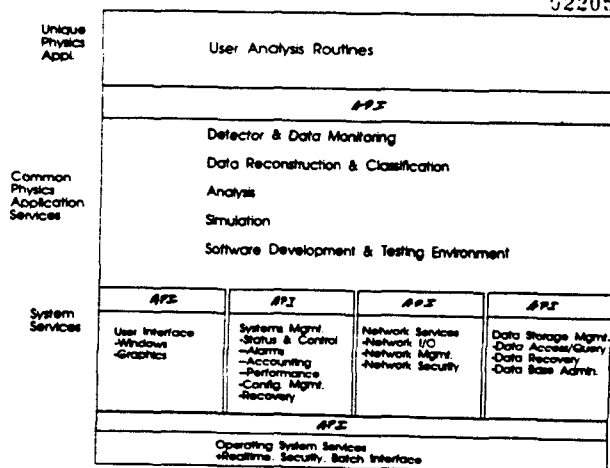 Unique
Physics
Appl.
User Analysis Routines
API
Common
Physics
Application
Services
Detector & Data Monitoring
Data Reconstruction & Classification
Analysis
Simulation
Software Development & Testing Environment
System
Services
API
User Interface
-Windows
-Graphics
API
Systems Mgmt.
-Status & Control
-Alarms
-Accounting
-Performance
-Config. Mgmt.
-Recovery
API
Network Services
-Network I/O
-Network Mgmt.
-Network Security
API
Data Storage Mgmt.
-Data Access/Query
-Data Recovery
-Data Base Admin.
API
Operating System Services
+Realtime, Security, Batch Interface